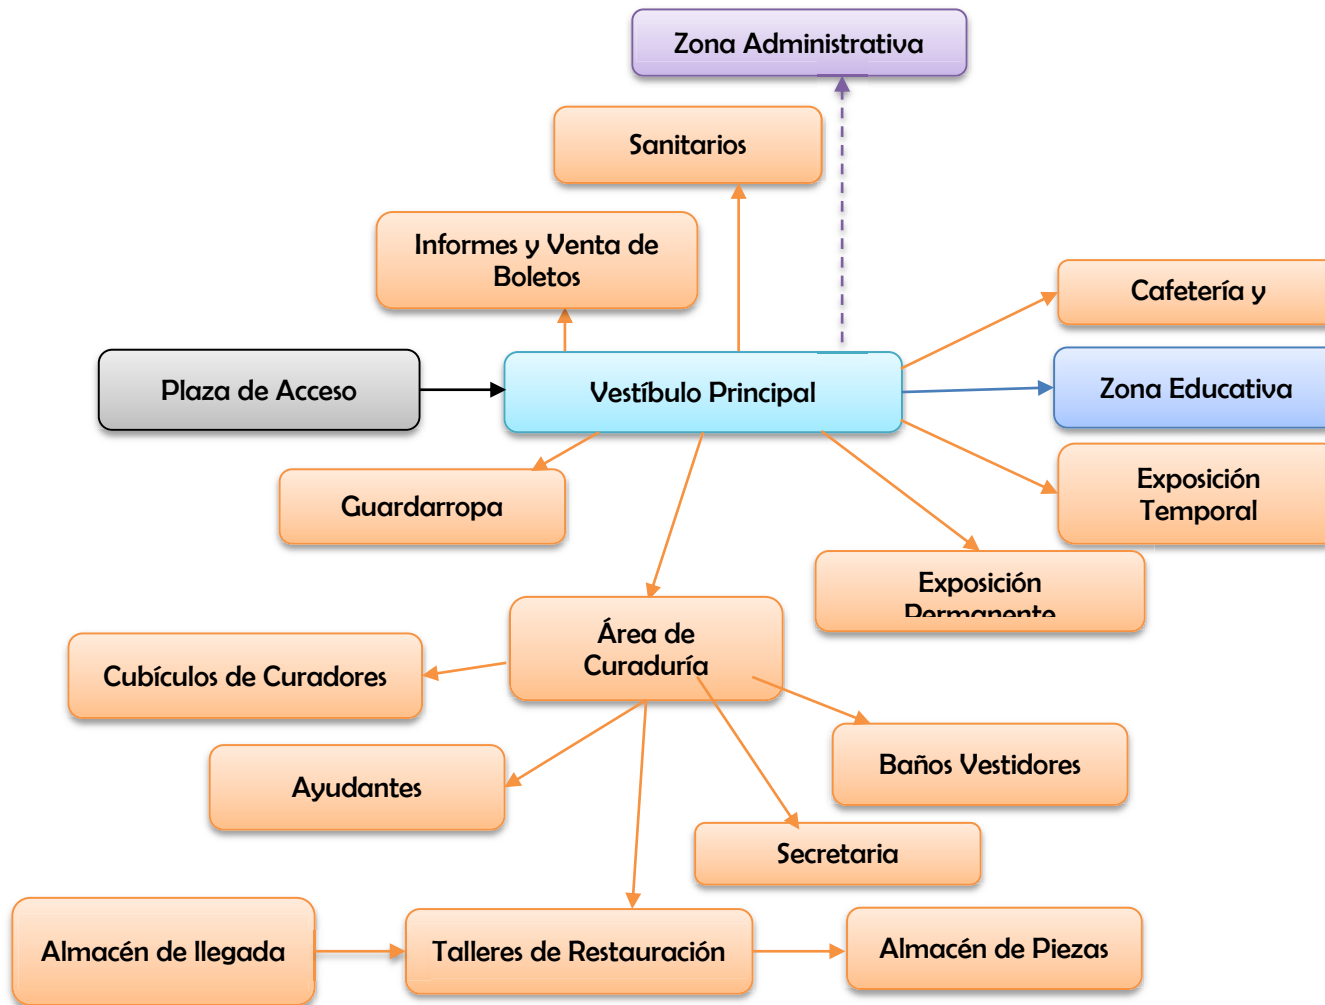 Zona Administrativa
Sanitarios
Informes y Venta de
Boletos
Cafetería y
Plaza de Acceso
Vestíbulo Principal
Zona Educativa
Guardarropa
Exposición
Temporal
Exposición
Permanente
Área de
Curaduría
Cubículos de Curadores
Baños Vestidores
Ayudantes
Secretaria
Almacén de llegada
Talleres de Restauración
Almacén de Piezas